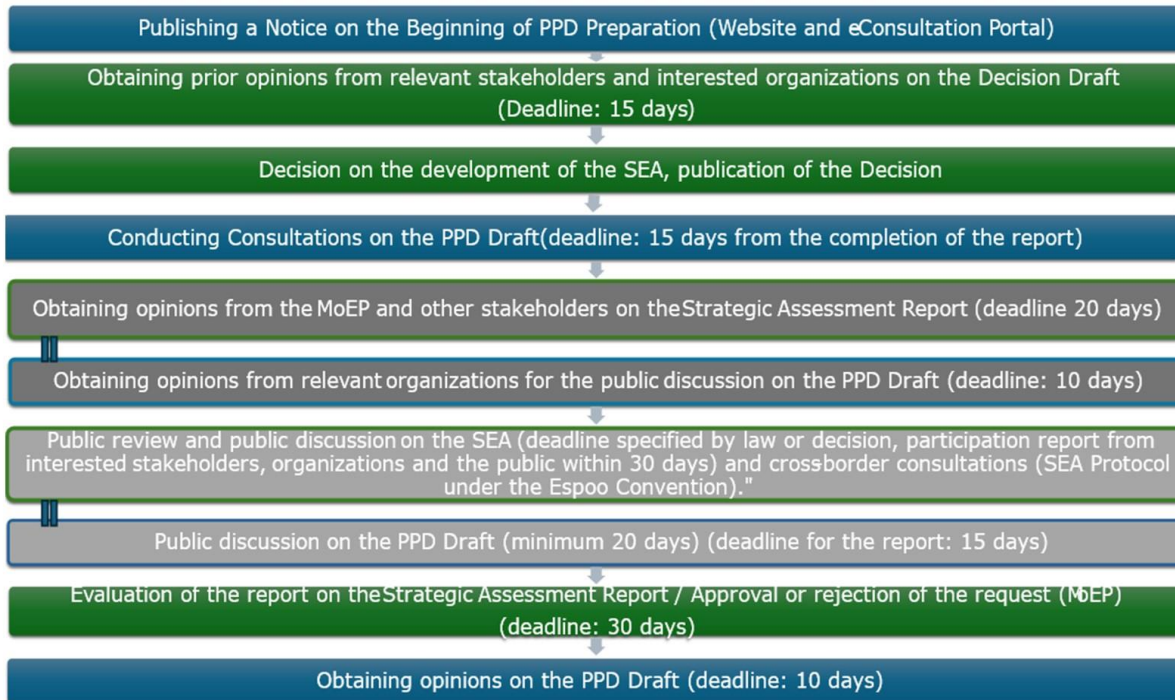 Publishing a Notice on the Beginning of PPD Preparation (Website and eConsultation Portal)
Obtaining prior opinions from relevant stakeholders and interested organizations on the Decision Draft
(Deadline: 15 days)
Decision on the development of the SEA, publication of the Decision
Conducting Consultations on the PPD Draft(deadline: 15 days from the completion of the report)
Obtaining opinions from the MoEP and other stakeholders on the Strategic Assessment Report (deadline 20 days)
Obtaining opinions from relevant organizations for the public discussion on the PPD Draft (deadline: 10 days)
Public review and public discussion on the SEA (deadline specified by law or decision, participation report from
interested stakeholders, organizations and the public within 30 days) and cross-border consultations (SEA Protocol
under the Espoo Convention)."
Public discussion on the PPD Draft (minimum 20 days) (deadline for the report: 15 days)
Evaluation of the report on the Strategic Assessment Report / Approval or rejection of the request (MoEP)
(deadline: 30 days)
Obtaining opinions on the PPD Draft (deadline: 10 days)